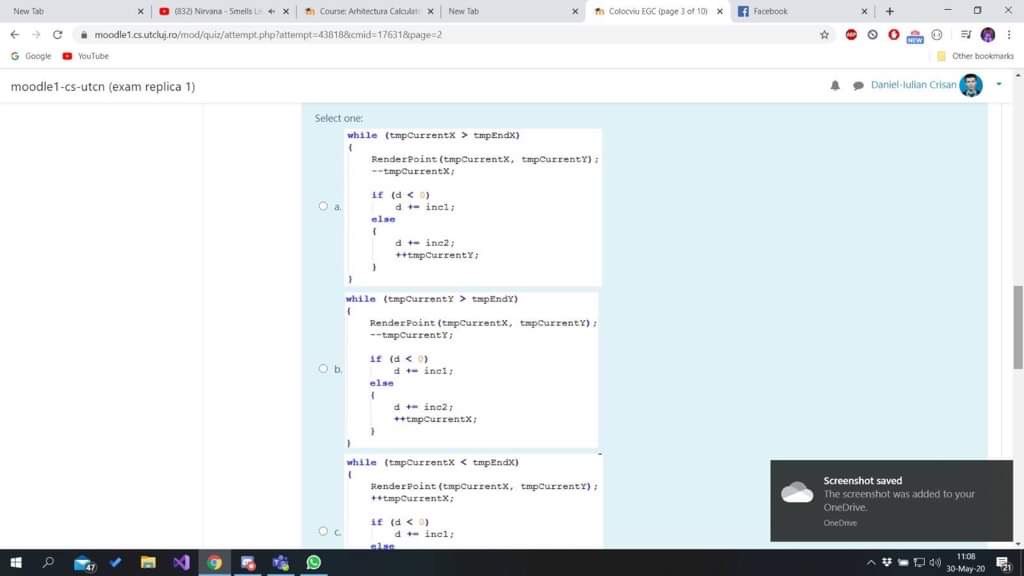 New Tab
(832) Nirvana - Smells Li
Course: Arhitectura Calculat
New Tab
Colocviu EGC (page 3 of 10)
Facebook
moodle1.cs.utcluj.ro/mod/quiz/attempt.php?attempt=43818&cmid=17631&page=2
ABP
NEW
Google
YouTube
Other bookmarks
moodle1-cs-utcn (exam replica 1)
Daniel-Iulian Crisan
Select one:
a.
while (tmpCurrentX > tmpEndX)
{
RenderPoint(tmpCurrentX, tmpCurrentY);
--tmpCurrentX;
if (d < 0)
d += inc1;
else
{
d += inc2;
++tmpCurrentY;
}
}
b.
while (tmpCurrentY > tmpEndY)
{
RenderPoint(tmpCurrentX, tmpCurrentY);
--tmpCurrentY;
if (d < 0)
d += inc1;
else
{
d += inc2;
++tmpCurrentX;
}
}
c.
while (tmpCurrentX < tmpEndX)
{
RenderPoint(tmpCurrentX, tmpCurrentY);
++tmpCurrentX;
if (d < 0)
d += inc1;
else
Screenshot saved
The screenshot was added to your
OneDrive.
OneDrive
47
11:08
30-May-20
21